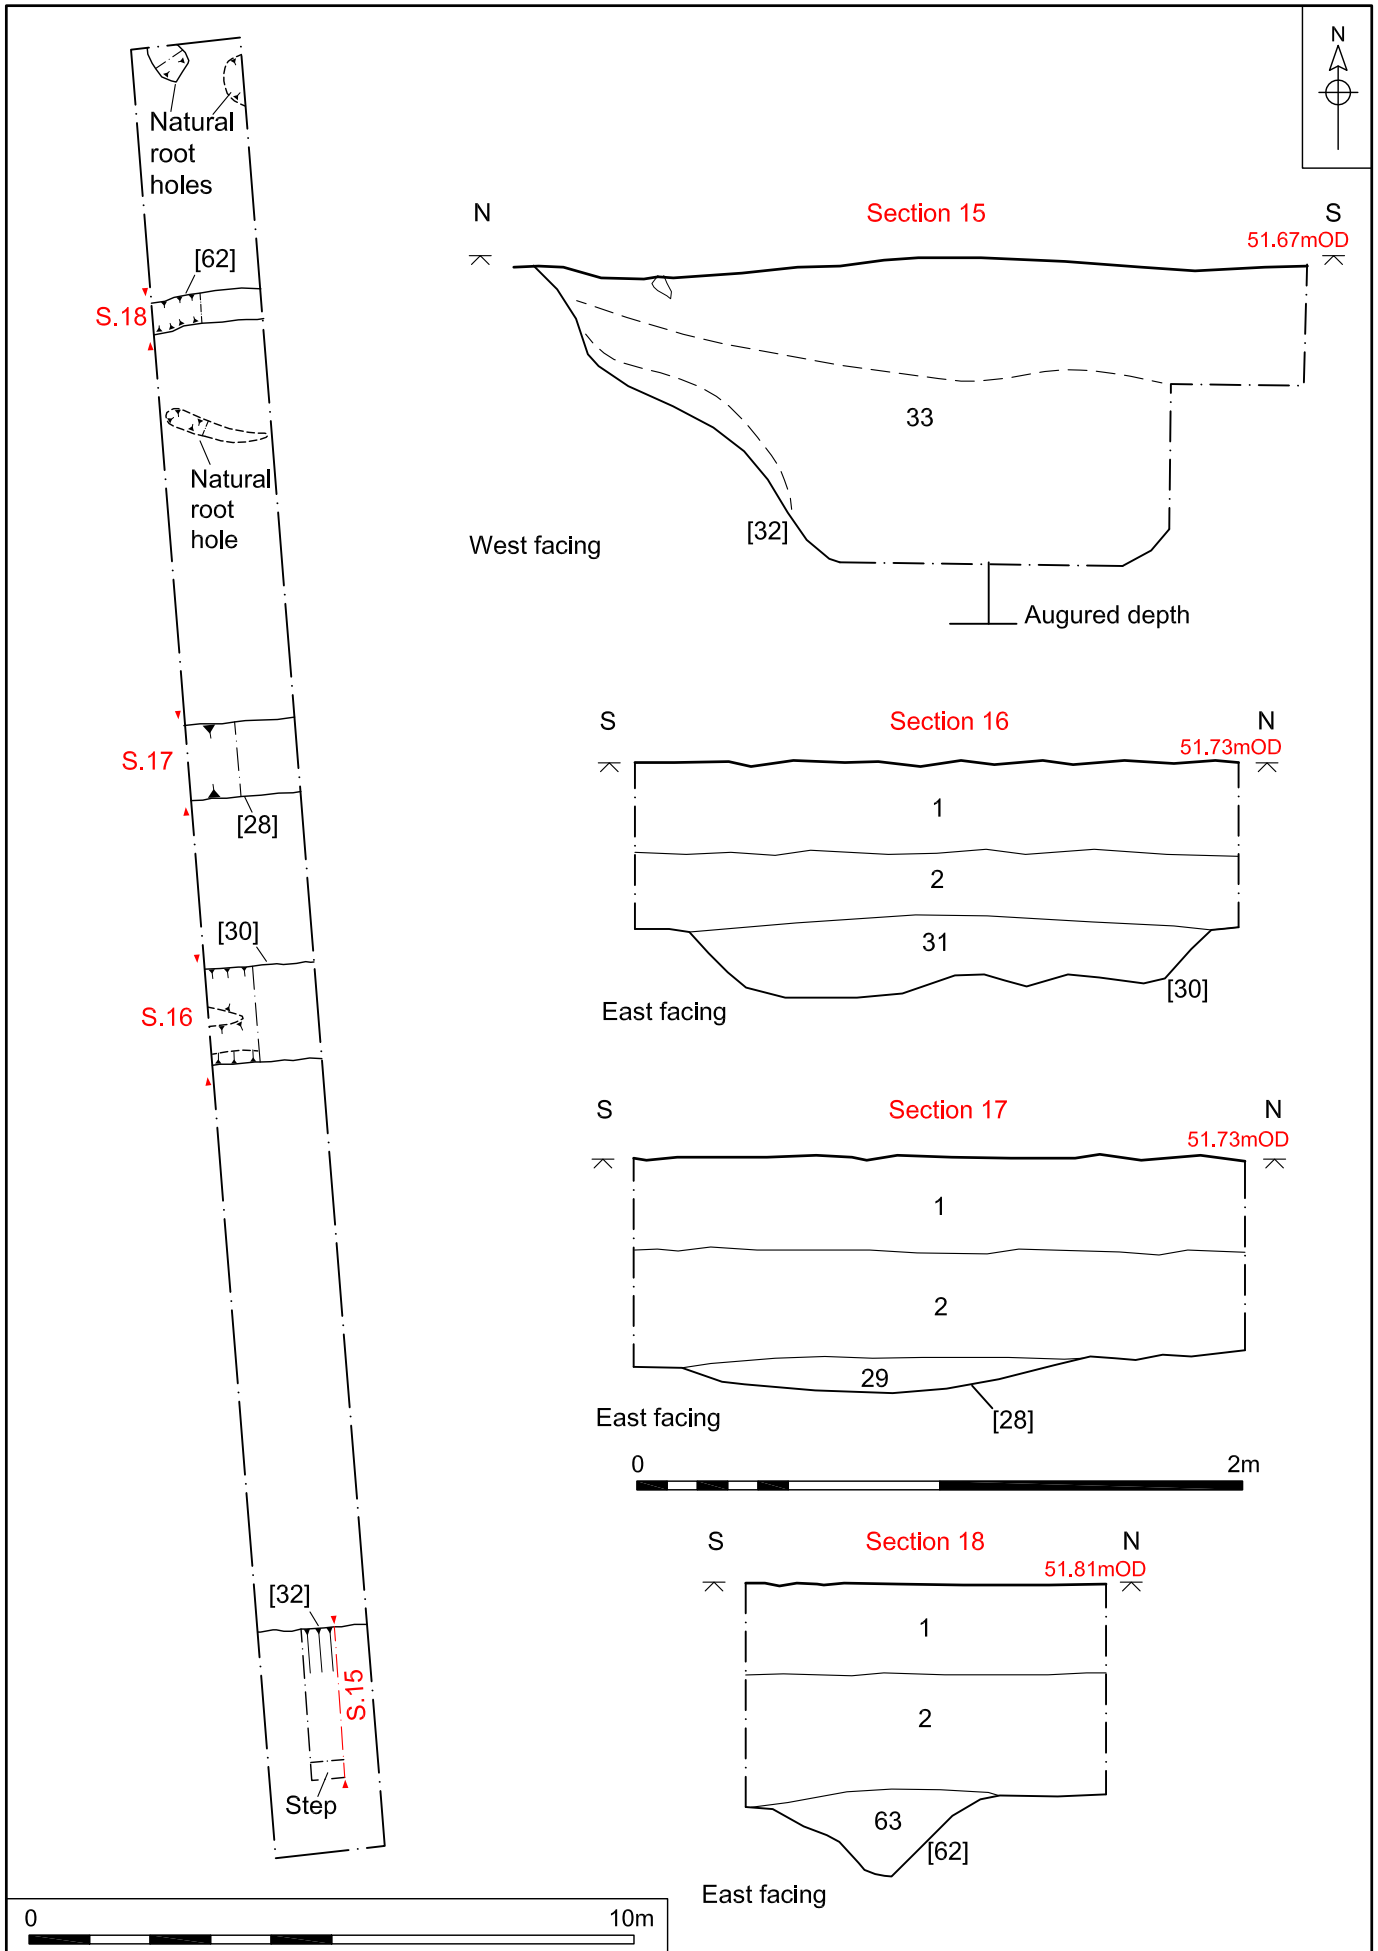 N
Natural
root
holes
[62]
S.18
Natural
root
hole
S.17
[28]
[30]
S.16
[32]
S.15
Step
0 10m
N Section 15 S
51.67mOD
33
[32]
West facing
Augured depth
S Section 16 N
51.73mOD
1
2
31
[30]
East facing
S Section 17 N
51.73mOD
1
2
29
[28]
East facing
0 2m
S Section 18 N
51.81mOD
1
2
63
[62]
East facing